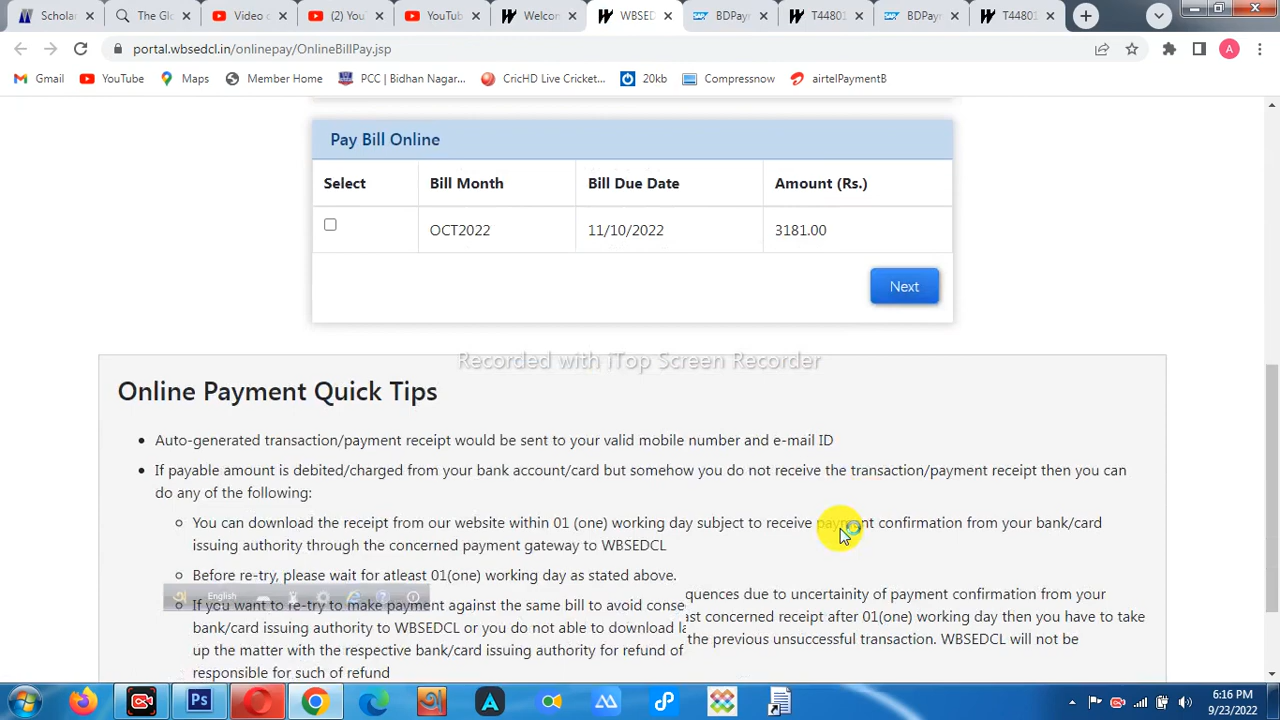 Schola
The Glo
Video c
(2) You
YouTub
Welco
WBSED
BDPay
T44801
BDPay
T44801
portal.wbsedcl.in/onlinepay/OnlineBillPay.jsp
A
Gmail
YouTube
Maps
Member Home
PCC | Bidhan Nagar...
CricHD Live Cricket...
20kb
Compressnow
airtelPaymentB
Pay Bill Online
Select Bill Month Bill Due Date Amount (Rs.)
OCT2022 11/10/2022 3181.00
Next
Recorded with iTop Screen Recorder
Online Payment Quick Tips
Auto-generated transaction/payment receipt would be sent to your valid mobile number and e-mail ID
If payable amount is debited/charged from your bank account/card but somehow you do not receive the transaction/payment receipt then you can
do any of the following:
You can download the receipt from our website within 01 (one) working day subject to receive payment confirmation from your bank/card
issuing authority through the concerned payment gateway to WBSEDCL
Before re-try, please wait for atleast 01(one) working day as stated above.
English
If you want to re-try to make payment against the same bill to avoid conse quences due to uncertainity of payment confirmation from your
bank/card issuing authority to WBSEDCL or you do not able to download la ast concerned receipt after 01(one) working day then you have to take
up the matter with the respective bank/card issuing authority for refund of the previous unsuccessful transaction. WBSEDCL will not be
responsible for such of refund
Ps
6:16 PM
9/23/2022